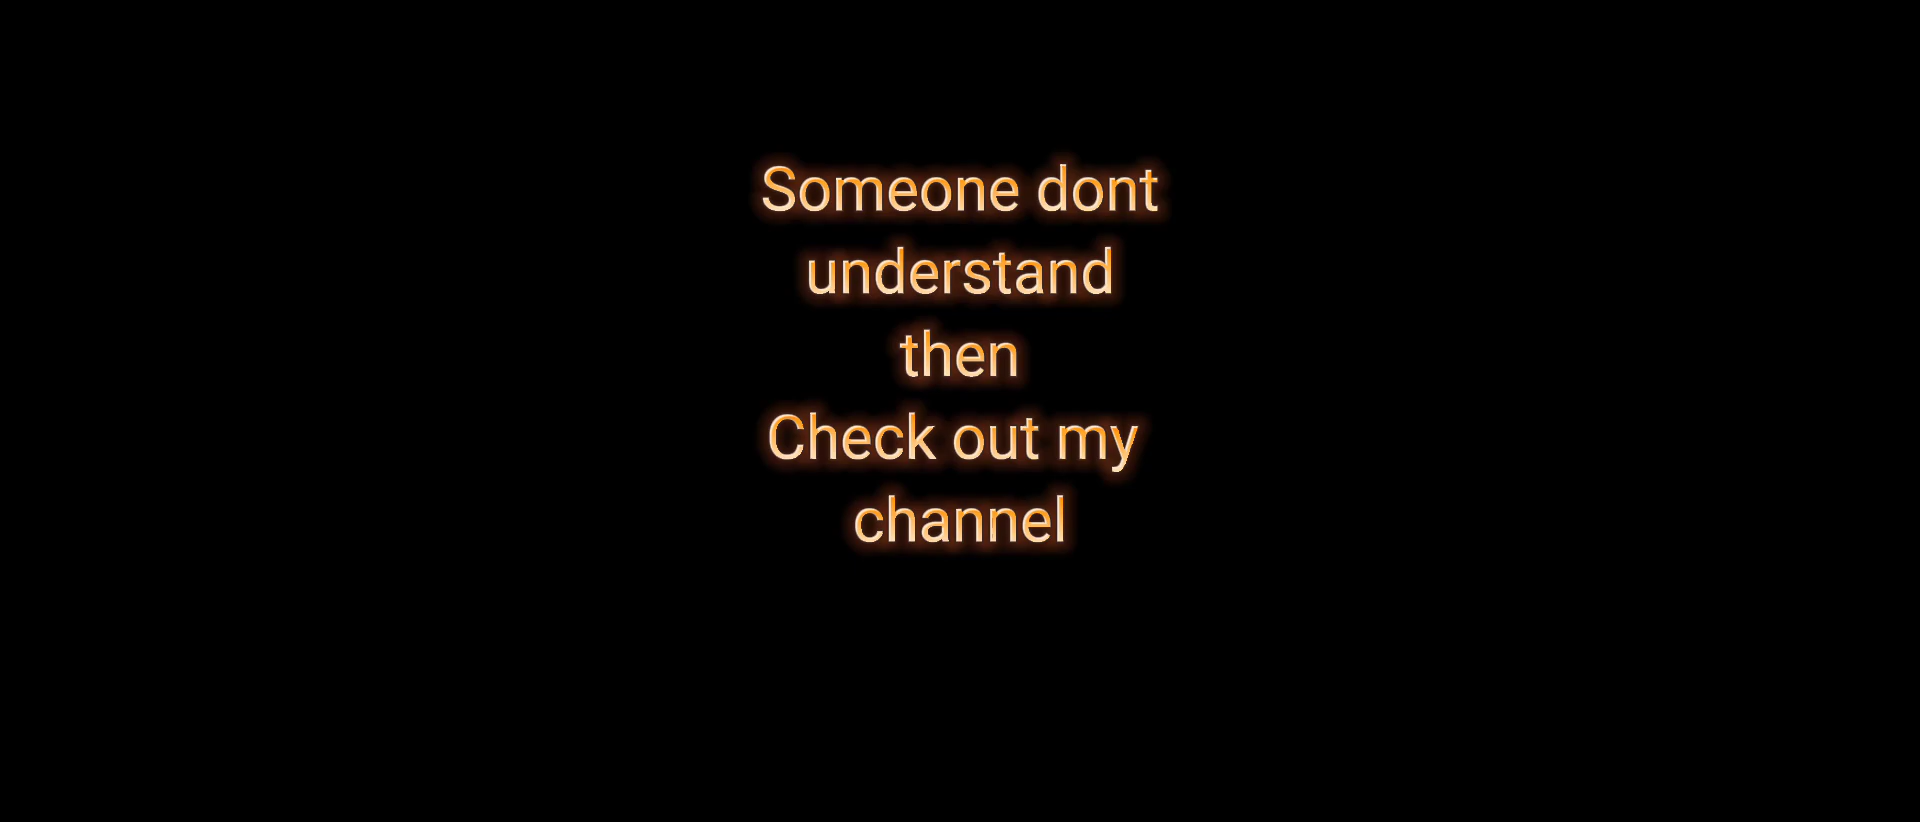 Someone dont
understand
then
Check out my
channel